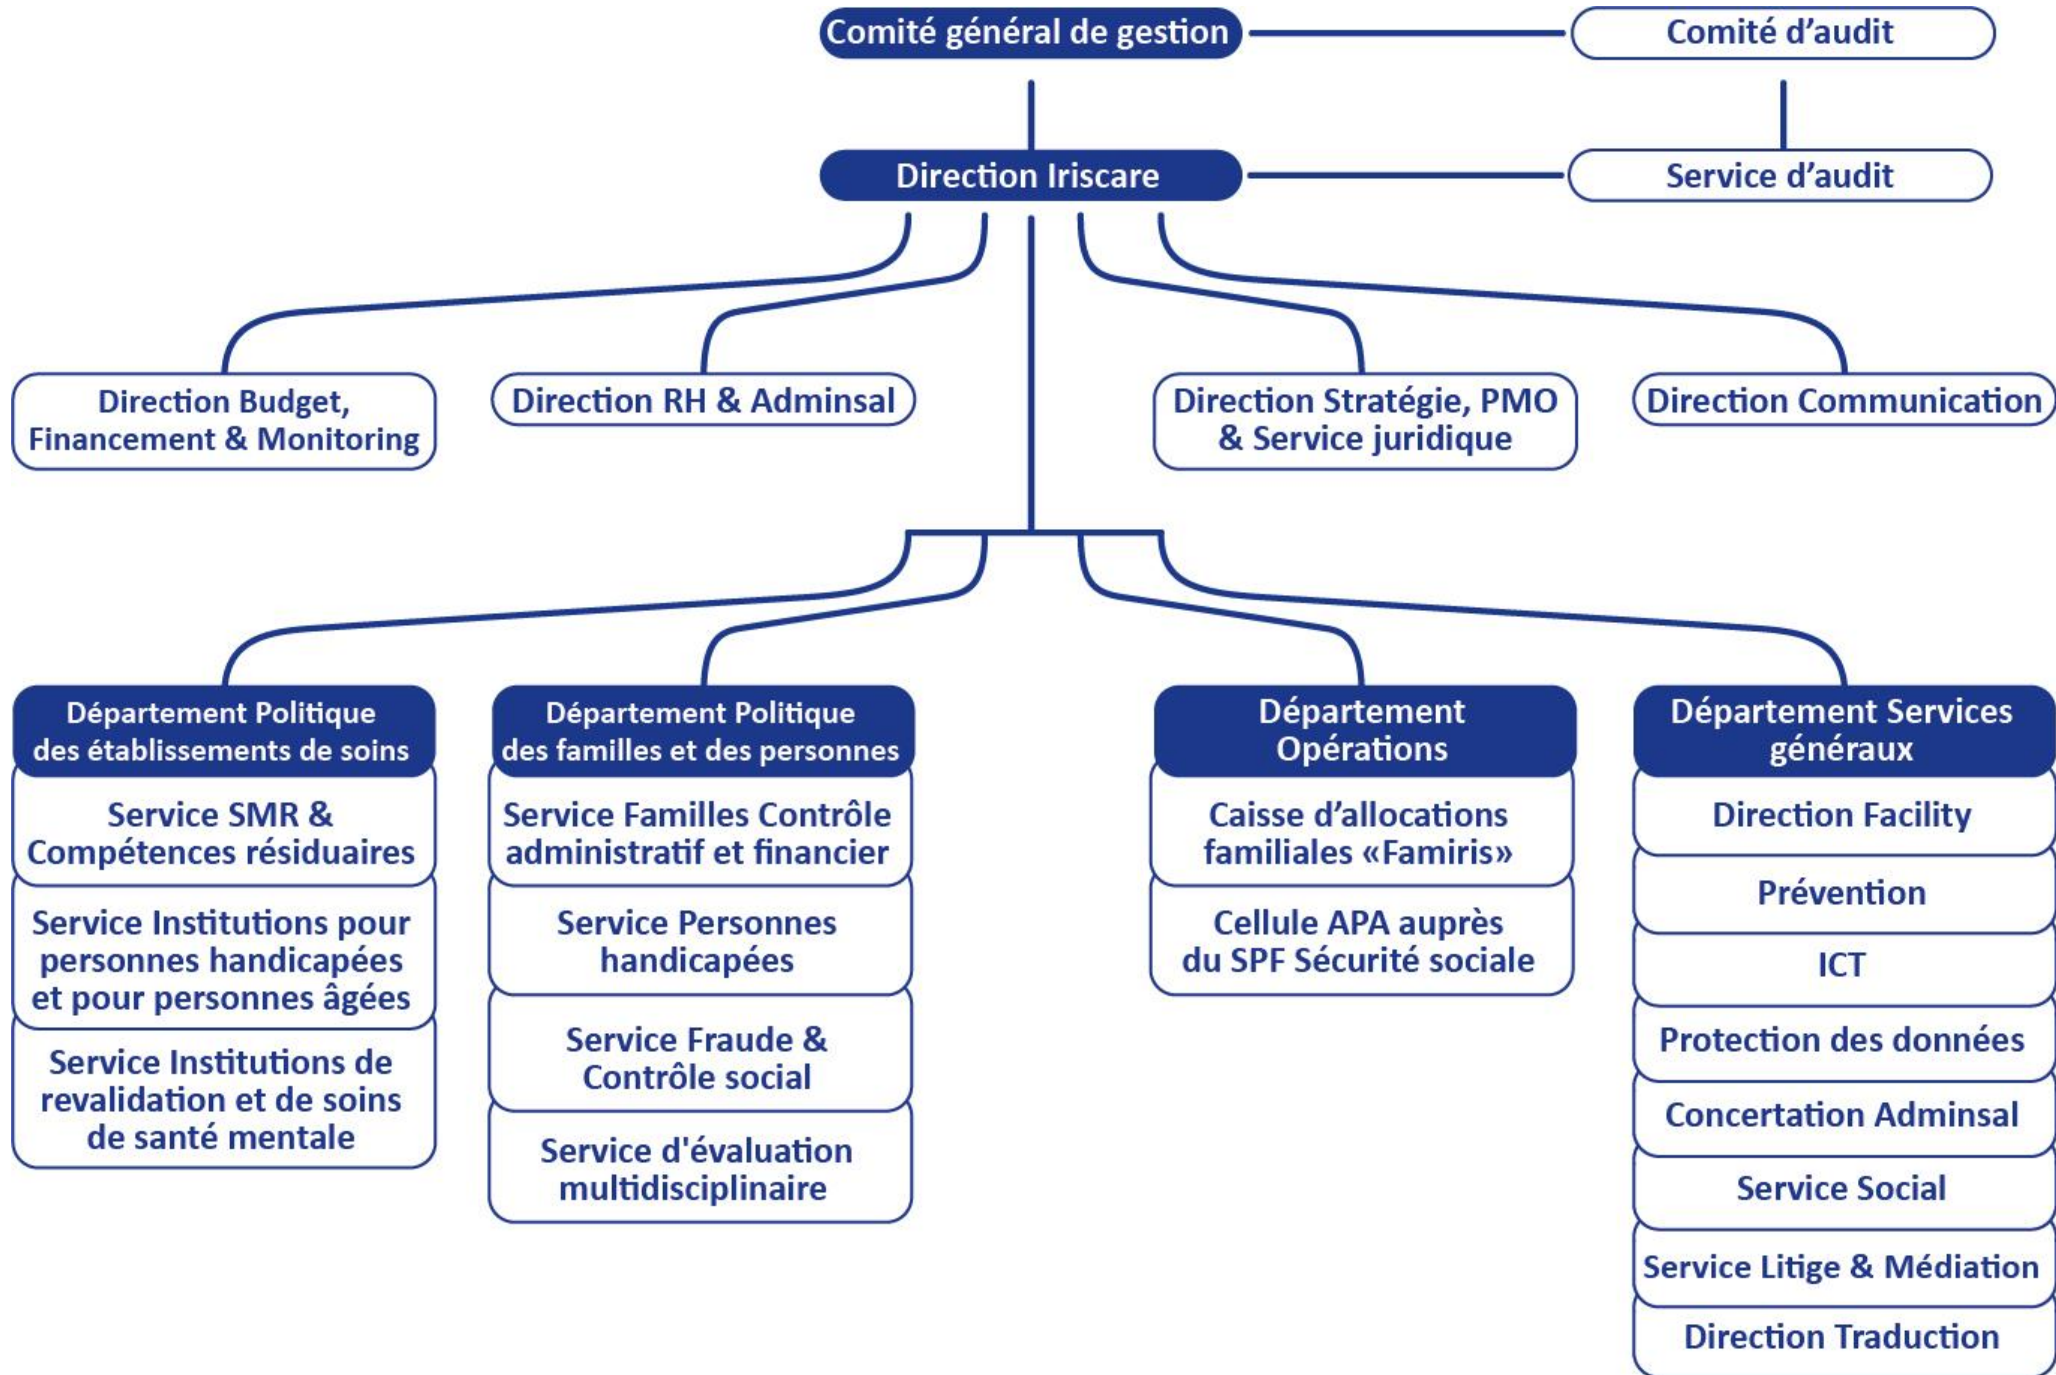 Comité général de gestion
Comité d’audit
Direction Iriscare
Service d’audit
Direction Budget,
Financement & Monitoring
Direction RH & Adminsal
Direction Stratégie, PMO
& Service juridique
Direction Communication
Département Politique
des établissements de soins
Service SMR &
Compétences résiduaires
Service Institutions pour
personnes handicapées
et pour personnes âgées
Service Institutions de
revalidation et de soins
de santé mentale
Département Politique
des familles et des personnes
Service Familles Contrôle
administratif et financier
Service Personnes
handicapées
Service Fraude &
Contrôle social
Service d'évaluation
multidisciplinaire
Département
Opérations
Caisse d’allocations
familiales «Famiris»
Cellule APA auprès
du SPF Sécurité sociale
Département Services
généraux
Direction Facility
Prévention
ICT
Protection des données
Concertation Adminsal
Service Social
Service Litige & Médiation
Direction Traduction